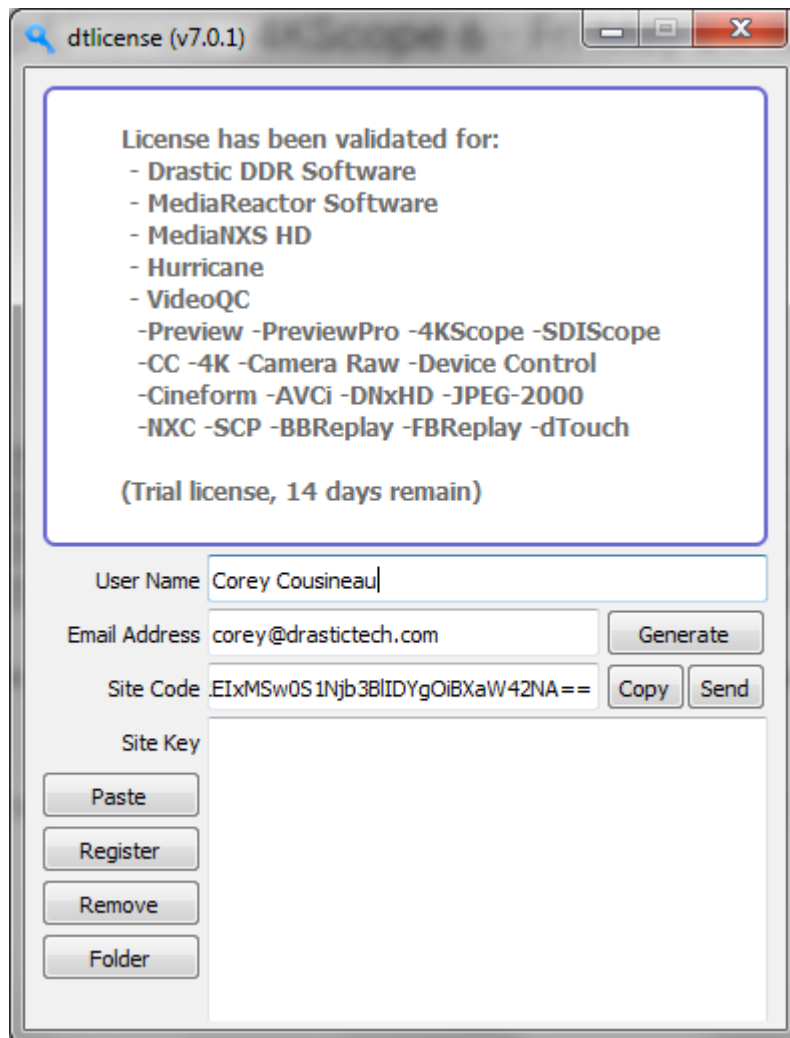 dtlicense (v7.0.1)
License has been validated for:
- Drastic DDR Software
- MediaReactor Software
- MediaNXS HD
- Hurricane
- VideoQC
-Preview -PreviewPro -4KScope -SDIScope
-CC -4K -Camera Raw -Device Control
-Cineform -AVCi -DNxHD -JPEG-2000
-NXC -SCP -BBReplay -FBReplay -dTouch
(Trial license, 14 days remain)
User Name Corey Cousineau
Email Address corey@drastictech.com Generate
Site Code .EIxMSw0S1Njb3BlIDYgOiBXaW42NA== Copy Send
Site Key
Paste
Register
Remove
Folder